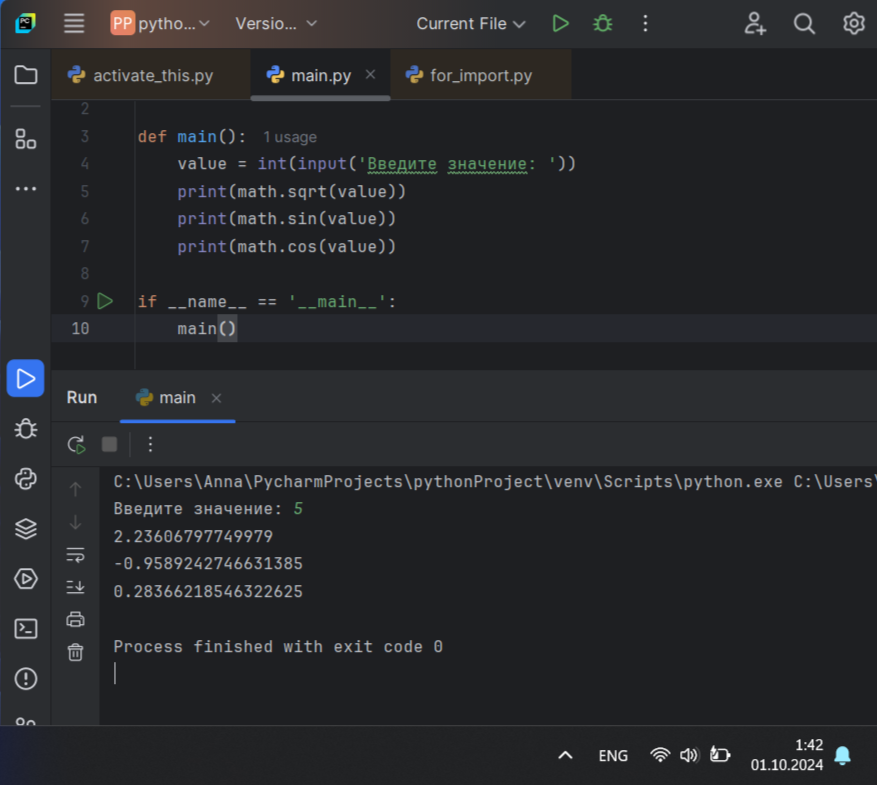 PC
PP pytho... Versio... Current File
activate_this.py main.py for_import.py
2
3 def main(): 1 usage
4 value = int(input('Введите значение: '))
5 print(math.sqrt(value))
6 print(math.sin(value))
7 print(math.cos(value))
8
9 if __name__ == '__main__':
10 main()
Run main
C:\Users\Anna\PycharmProjects\pythonProject\venv\Scripts\python.exe C:\Users\
Введите значение: 5
2.23606797749979
-0.9589242746631385
0.28366218546322625
Process finished with exit code 0
ENG 1:42
01.10.2024